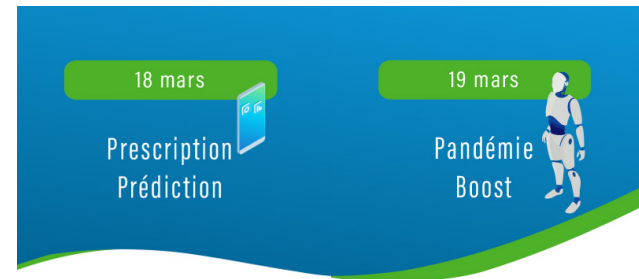 18 mars
Prescription
Prédiction
19 mars
Pandémie
Boost